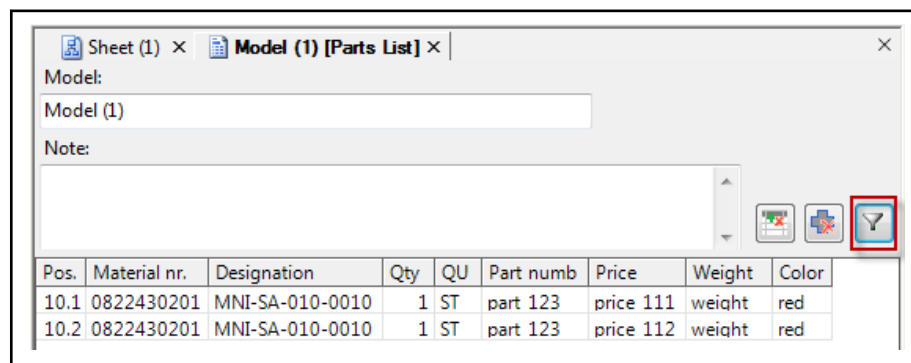 Sheet (1) × Model (1) [Parts List] × ×
Model:
Model (1)
Note:
Pos. Material nr. Designation Qty QU Part numb Price Weight Color
10.1 0822430201 MNI-SA-010-0010 1 ST part 123 price 111 weight red
10.2 0822430201 MNI-SA-010-0010 1 ST part 123 price 112 weight red